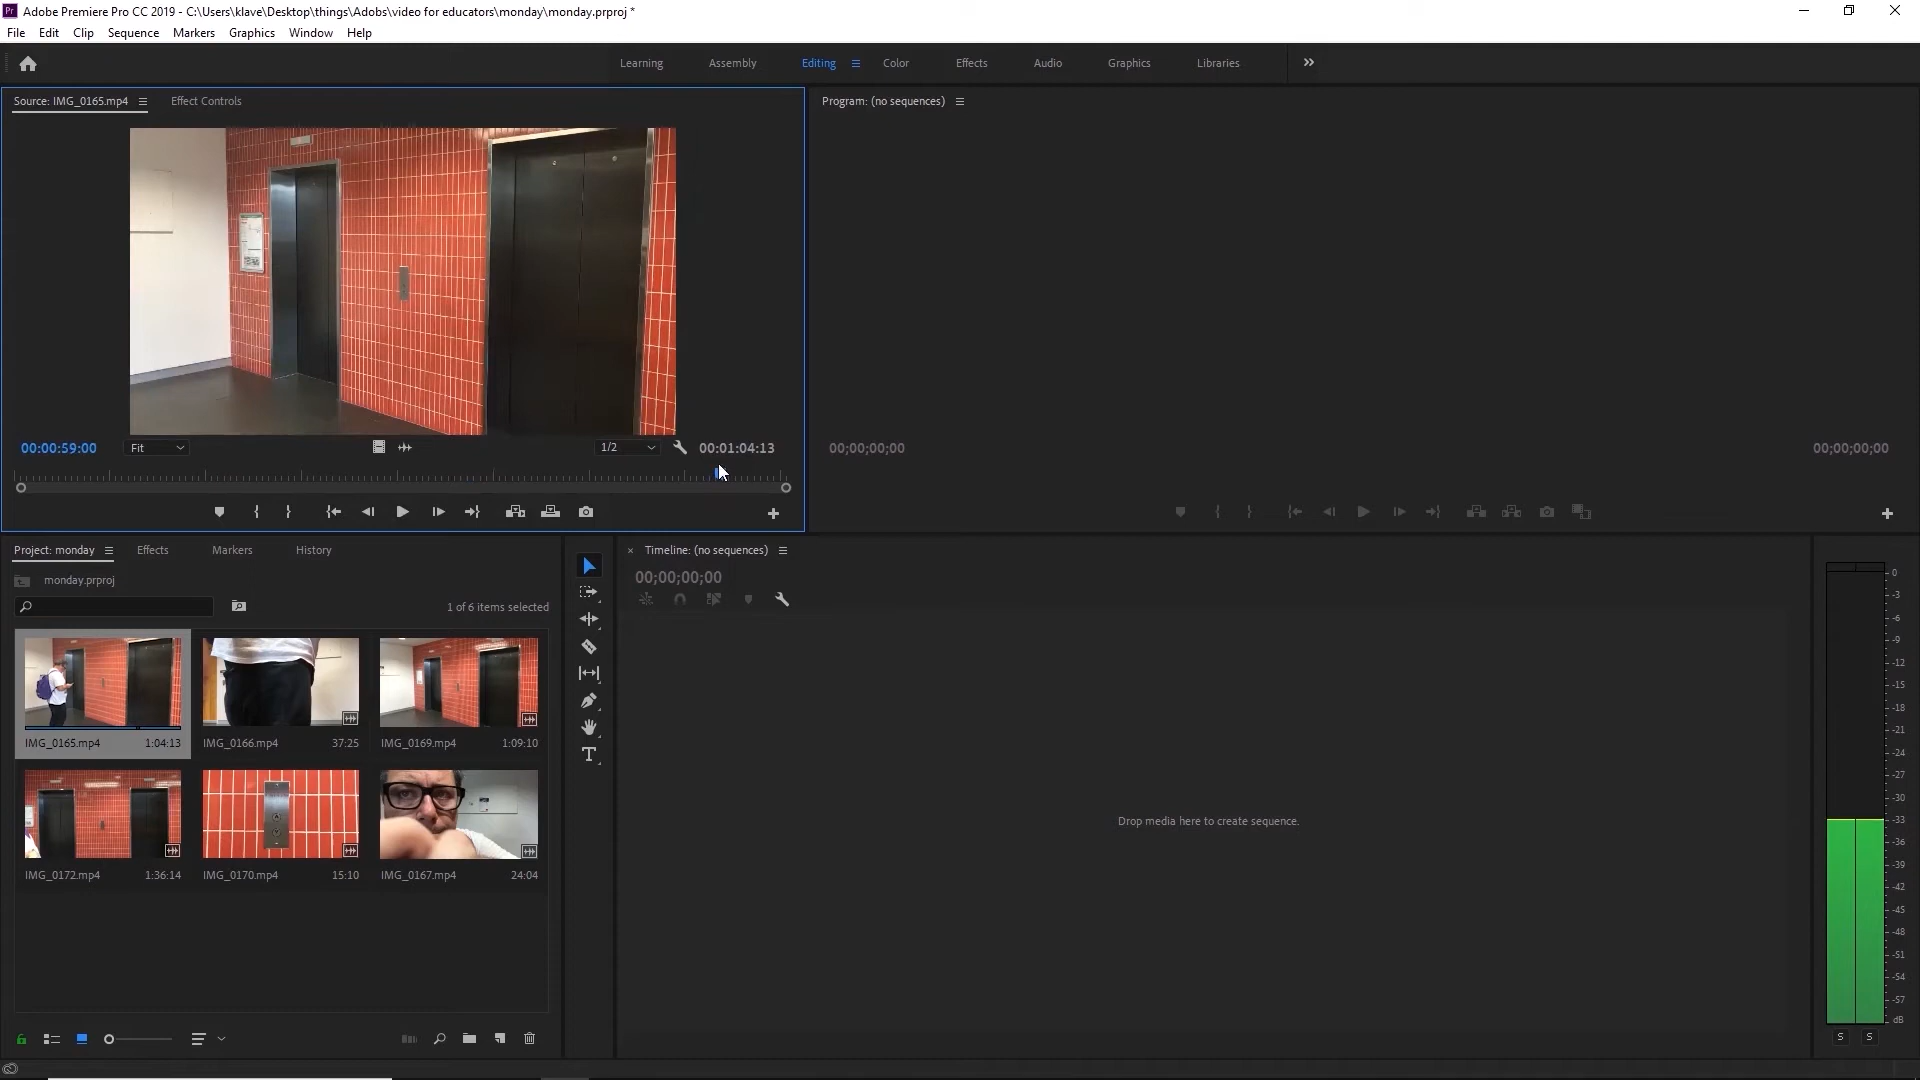 Pr Adobe Premiere Pro CC 2019 - C:\Users\klave\Desktop\things\Adobs\video for educators\monday\monday.prproj *
File Edit Clip Sequence Markers Graphics Window Help
Learning Assembly Editing Color Effects Audio Graphics Libraries
Source: IMG_0165.mp4 Effect Controls
Program: (no sequences)
00:00:59:00 Fit 1/2 00:01:04:13
00;00;00;00 00;00;00;00
Project: monday Effects Markers History
monday.prproj
1 of 6 items selected
IMG_0165.mp4 1:04:13
IMG_0166.mp4 37:25
IMG_0169.mp4 1:09:10
IMG_0172.mp4 1:36:14
IMG_0170.mp4 15:10
IMG_0167.mp4 24:04
T
× Timeline: (no sequences)
00;00;00;00
Drop media here to create sequence.
0
-3
-6
-9
-12
-15
-18
-21
-24
-27
-30
-33
-36
-39
-42
-45
-48
-51
-54
-57
dB
S S